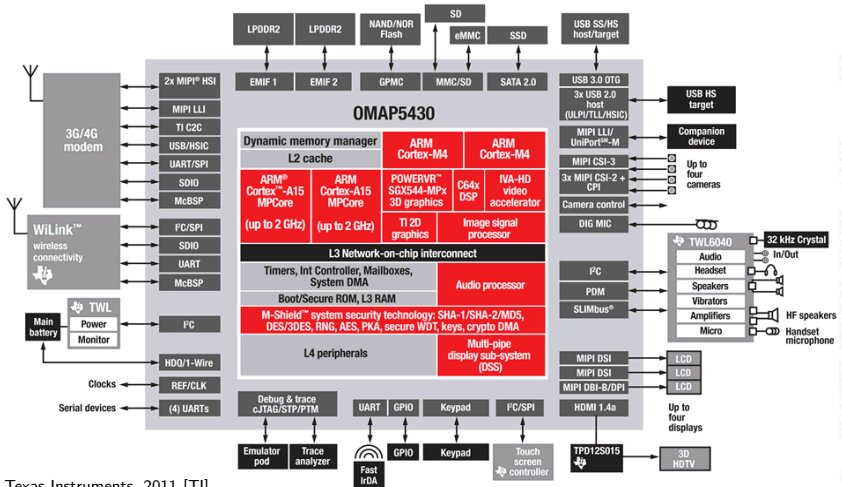 SD
LPDDR2
LPDDR2
NAND/NOR
Flash
eMMC
SSD
USB SS/HS
host/target
2x MIPI® HSI
EMIF 1
EMIF 2
GPMC
MMC/SD
SATA 2.0
USB 3.0 OTG
3G/4G
modem
MIPI LLI
TI C2C
USB/HSIC
UART/SPI
SDIO
McBSP
OMAP5430
3x USB 2.0
host
(ULPI/TLL/HSIC)
USB HS
target
MIPI LLI/
UniPort℠-M
Companion
device
MIPI CSI-3
3x MIPI CSI-2 +
CPI
Up to
four
cameras
Camera control
DIG MIC
Dynamic memory manager
L2 cache
ARM
Cortex-M4
ARM
Cortex-M4
ARM®
Cortex™-A15
MPCore
(up to 2 GHz)
ARM
Cortex-A15
MPCore
(up to 2 GHz)
POWERVR™
SGX544-MPx
3D graphics
C64x
DSP
IVA-HD
video
accelerator
TI 2D
graphics
Image signal
processor
L3 Network-on-chip interconnect
Timers, Int Controller, Mailboxes,
System DMA
Boot/Secure ROM, L3 RAM
Audio processor
M-Shield™ system security technology: SHA-1/SHA-2/MD5,
DES/3DES, RNG, AES, PKA, secure WDT, keys, crypto DMA
L4 peripherals
Multi-pipe
display sub-system
(DSS)
WiLink™
wireless
connectivity
I²C/SPI
SDIO
UART
McBSP
TWL
Power
Monitor
Main
battery
I²C
HDQ/1-Wire
Clocks
REF/CLK
Serial devices
(4) UARTs
I²C
PDM
SLIMbus®
TWL6040
32 kHz Crystal
Audio
In/Out
Headset
Speakers
Vibrators
Amplifiers
HF speakers
Micro
Handset
microphone
MIPI DSI
LCD
MIPI DSI
LCD
MIPI DBI-B/DPI
LCD
HDMI 1.4a
Up to
four
displays
Debug & trace
cJTAG/STP/PTM
UART
GPIO
Keypad
I²C/SPI
Emulator
pod
Trace
analyzer
Fast
IrDA
GPIO
Keypad
Touch
screen
controller
TPD12S015
3D
HDTV
Texas Instruments, 2011 [TI]